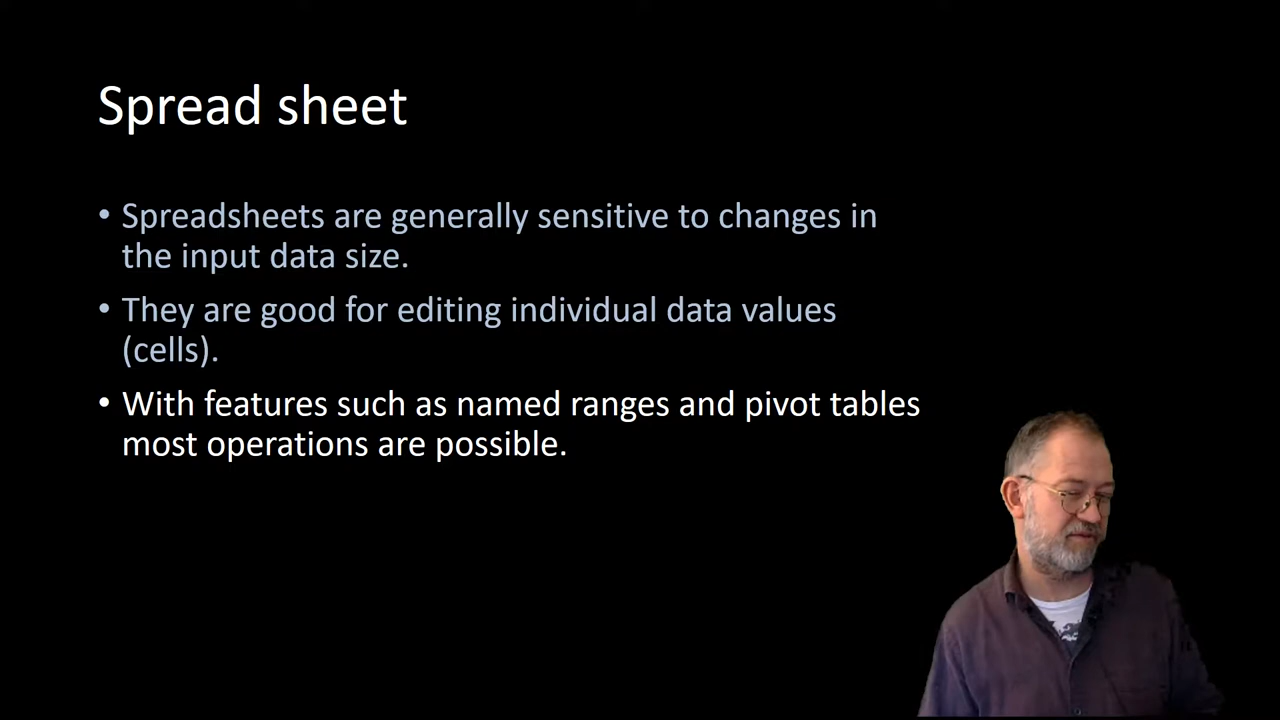 Spread sheet
• Spreadsheets are generally sensitive to changes in
the input data size.
• They are good for editing individual data values
(cells).
• With features such as named ranges and pivot tables
most operations are possible.